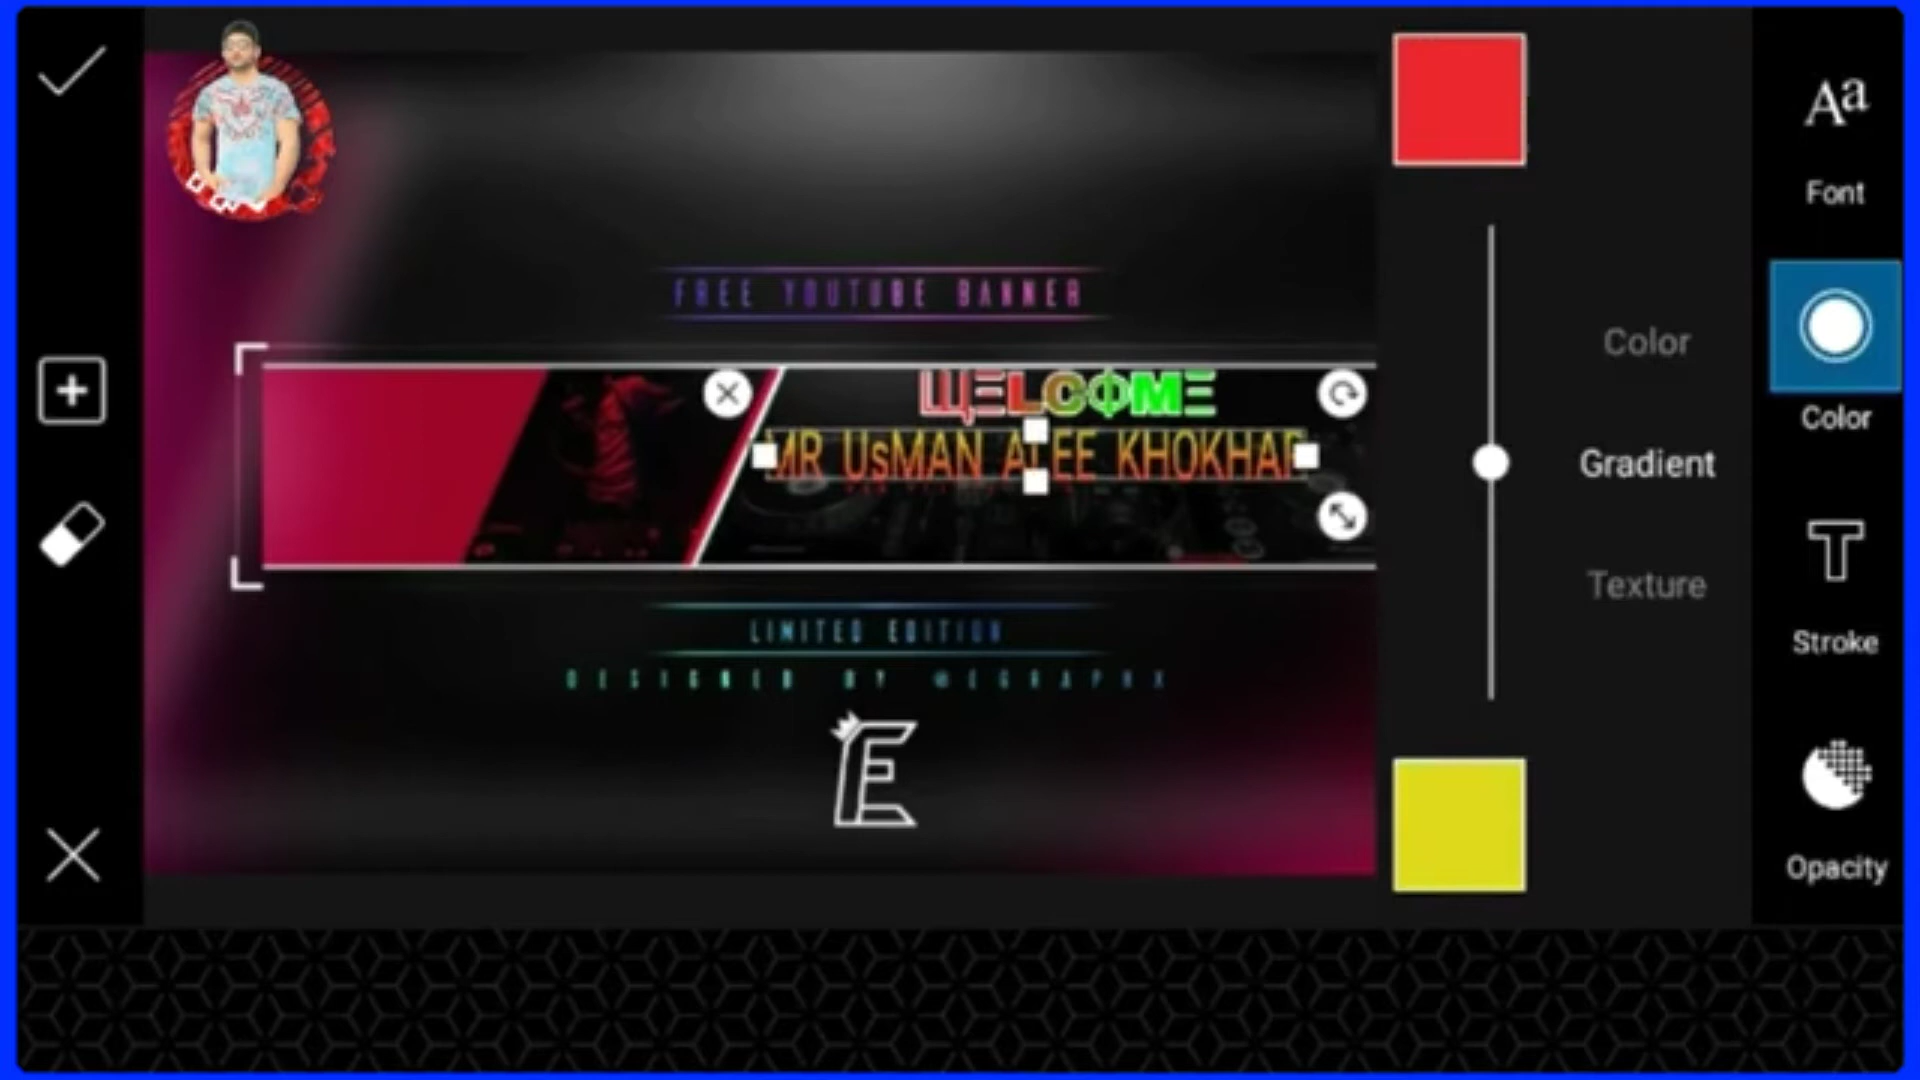 Aa
Font
FREE YOUTUBE BANNER
Color
WELCOME
Color
MR UsMAN ALEE KHOKHAR
Gradient
Texture
LIMITED EDITION
Stroke
DESIGNED BY @EGRAPHX
E
Opacity